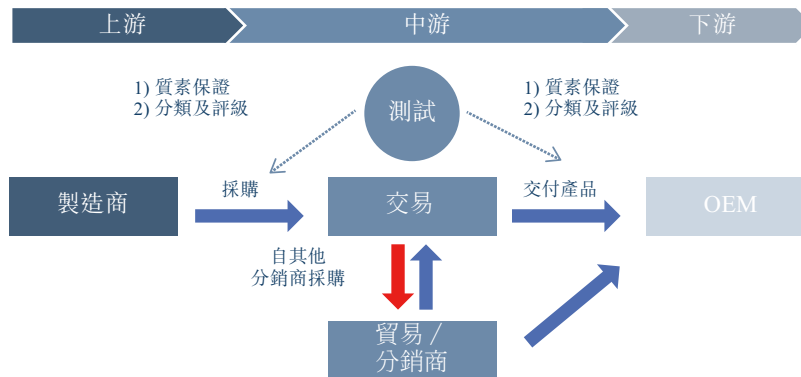 上游
中游
下游
1) 質素保證
2) 分類及評級
測試
1) 質素保證
2) 分類及評級
製造商
採購
交易
交付產品
OEM
自其他
分銷商採購
貿易／
分銷商